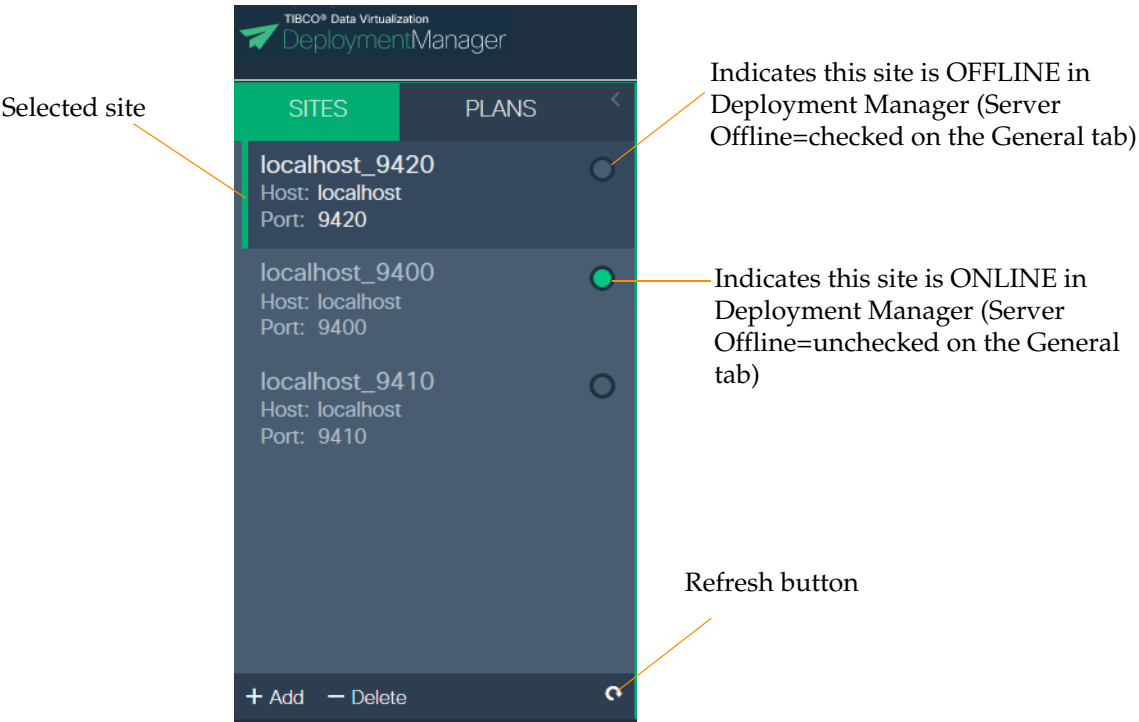 TIBCO® Data Virtualization
DeploymentManager
Selected site
SITES
PLANS
Indicates this site is OFFLINE in
Deployment Manager (Server
Offline=checked on the General tab)
localhost_9420
Host: localhost
Port: 9420
localhost_9400
Host: localhost
Port: 9400
Indicates this site is ONLINE in
Deployment Manager (Server
Offline=unchecked on the General
tab)
localhost_9410
Host: localhost
Port: 9410
Refresh button
+ Add
− Delete